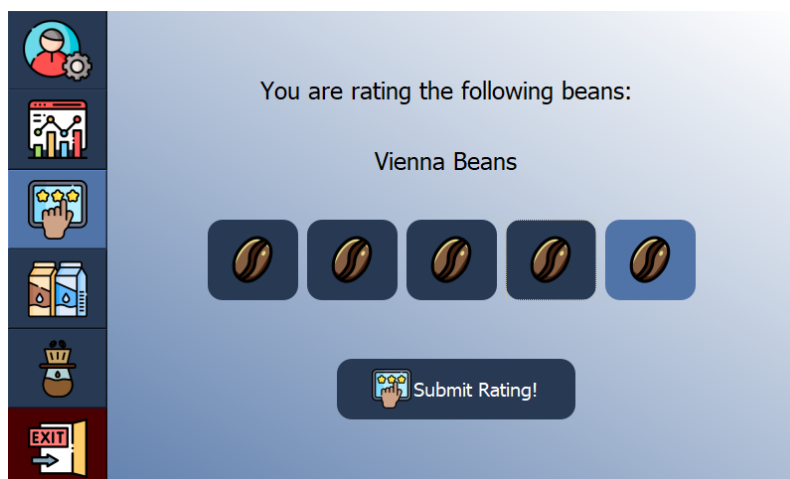 You are rating the following beans:
Vienna Beans
Submit Rating!
EXIT